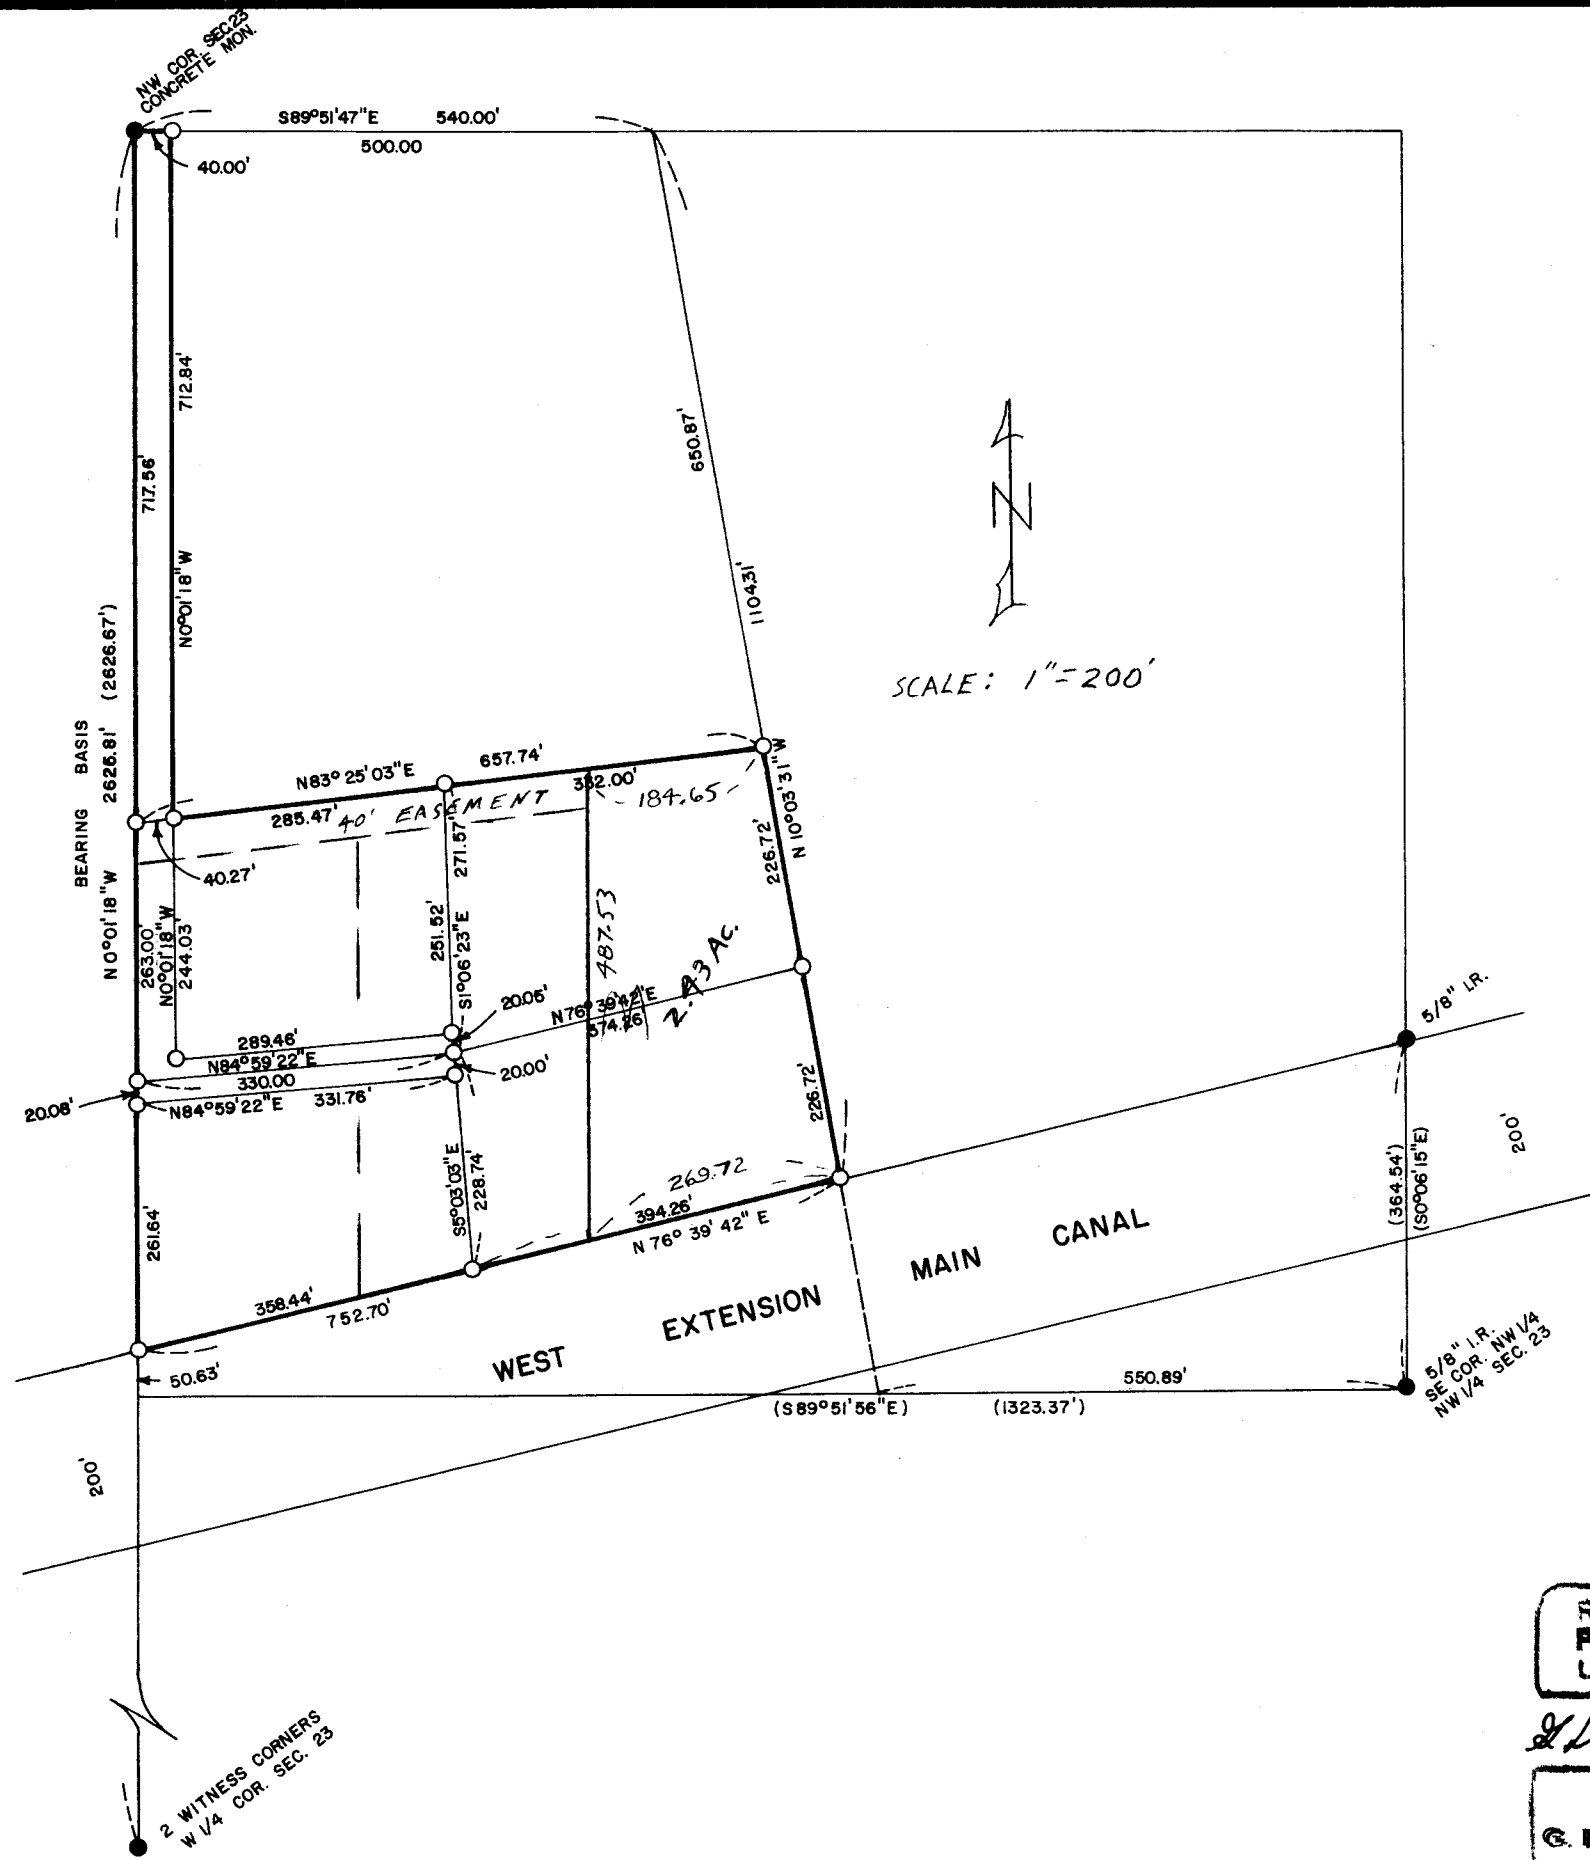 NW COR. SEC. 23
CONCRETE MON.
S89°51'47"E 540.00'
500.00
40.00'
712.84'
717.56'
650.87'
N0°01'18"W
1104.31'
SCALE: 1"=200'
BEARING BASIS
2625.81' (2626.67')
N0°01'18"W
657.74'
N83°25'03"E
332.00'
184.65
285.47'
40' EASEMENT
271.57'
N 10°03'31"W
226.72'
40.27'
263.00'
N0°01'18"W
244.03'
251.52'
S1°06'23"E
487.53
2.43 Ac.
20.05'
N76°39'42"E
374.26
289.46'
N84°59'22"E
330.00
20.00'
20.08'
N84°59'22"E 331.76'
226.72'
5/8" I.R.
200'
S5°03'03"E
228.74'
269.72
394.26'
N 76° 39' 42" E
261.64'
(364.54')
(S0°06'15"E)
358.44'
752.70'
WEST EXTENSION MAIN CANAL
50.63'
550.89'
(S89°51'56"E) (1323.37')
5/8" I.R.
SE COR. NW 1/4
NW 1/4 SEC. 23
200'
2 WITNESS CORNERS
W 1/4 COR. SEC. 23
G.